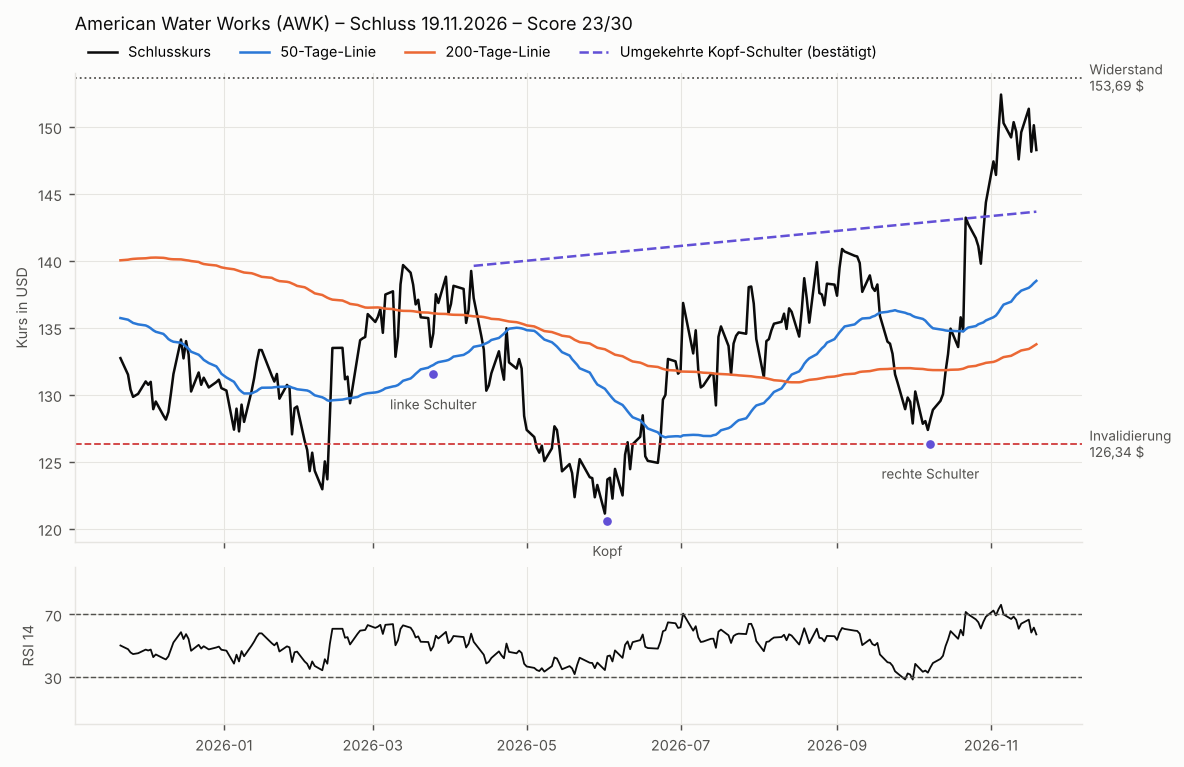 American Water Works (AWK) – Schluss 19.11.2026 – Score 23/30
Schlusskurs 50-Tage-Linie 200-Tage-Linie Umgekehrte Kopf-Schulter (bestätigt)
Widerstand
153,69 $
150
145
140
135
130
125
120
Kurs in USD
linke Schulter
Invalidierung
126,34 $
rechte Schulter
Kopf
70
30
RSI 14
2026-01 2026-03 2026-05 2026-07 2026-09 2026-11